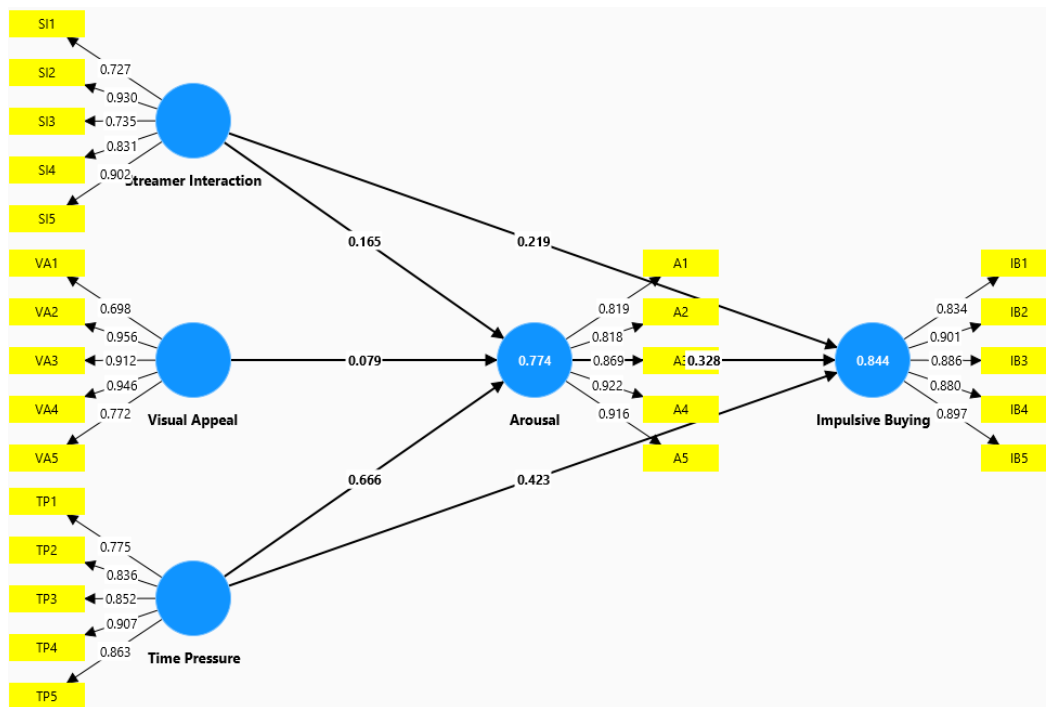 SI1
0.727
SI2
0.930
SI3
0.735
SI4
0.831
SI5
0.902
Streamer Interaction
0.165
0.219
VA1
0.698
VA2
0.956
VA3
0.912
VA4
0.946
VA5
0.772
Visual Appeal
0.079
TP1
0.775
TP2
0.836
TP3
0.852
TP4
0.907
TP5
0.863
Time Pressure
0.666
0.423
0.774
Arousal
A1
0.819
A2
0.818
A3
0.869
A4
0.922
A5
0.916
0.328
0.844
Impulsive Buying
IB1
0.834
IB2
0.901
IB3
0.886
IB4
0.880
IB5
0.897